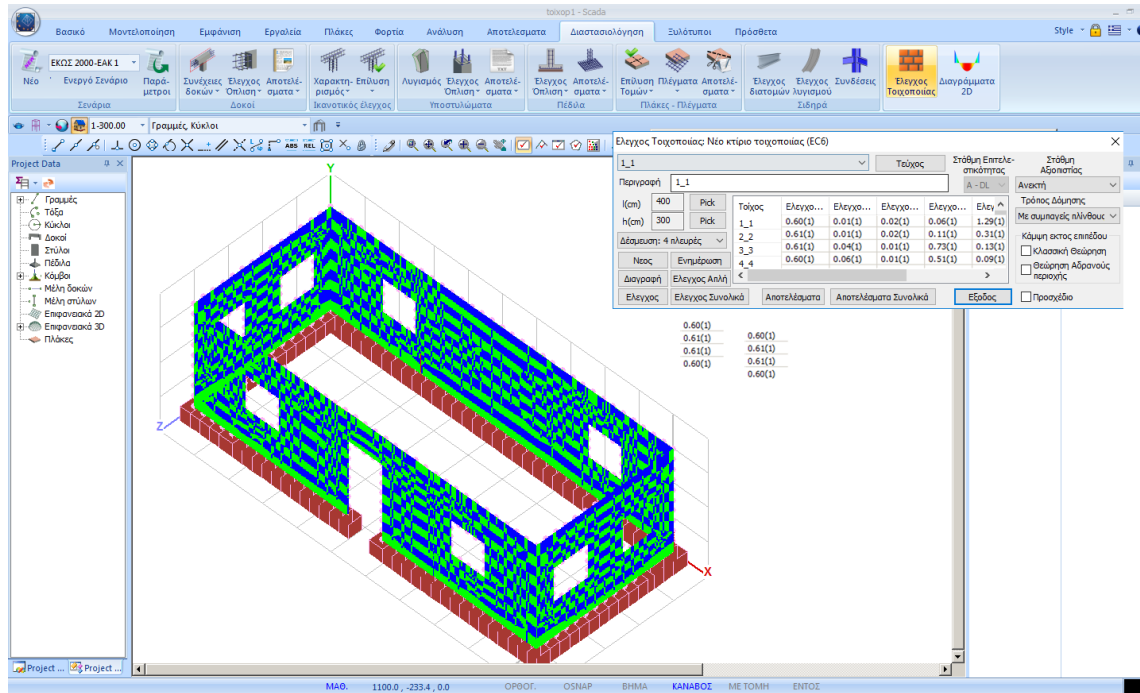 toixop1 - Scada
Βασικό Μοντελοποίηση Εμφάνιση Εργαλεία Πλάκες Φορτία Ανάλυση Αποτελεσματα Διαστασιολόγηση Ξυλότυποι Πρόσθετα Style
ΕΚΩΣ 2000-ΕΑΚ 1
Νέο Ενεργό Σενάριο Παρά-μετροι
Συνέχειες δοκών Έλεγχος Όπλιση Αποτελέ-σματα
Χαρακτη-ρισμός Επίλυση
Λυγισμός Έλεγχος Όπλιση Αποτελέ-σματα
Έλεγχος Όπλιση Αποτελέ-σματα
Επίλυση Τομών Πλέγματα Αποτελέ-σματα
Έλεγχος διατομών Έλεγχος λυγισμού Συνδέσεις
Έλεγχος Τοιχοποιίας Διαγράμματα 2D
Σενάρια Δοκοί Ικανοτικός έλεγχος Υποστυλώματα Πέδιλα Πλάκες - Πλέγματα Σιδηρά
1-300.00 Γραμμές, Κύκλοι
ABS REL
Project Data
Γραμμές
Τόξα
Κύκλοι
Δοκοί
Στύλοι
Πέδιλα
Κόμβοι
Μέλη δοκών
Μέλη στύλων
Επιφανειακά 2D
Επιφανειακά 3D
Πλάκες
Ελεγχος Τοιχοποιίας: Νέο κτίριο τοιχοποιίας (EC6)
1_1 Τεύχος Στάθμη Επιτελε-στικότητας Στάθμη Αξιοπιστίας
Περιγραφή 1_1 A - DL Ανεκτή
l(cm) 400 Pick
h(cm) 300 Pick
Δέσμευση: 4 πλευρές
Νεος Ενημέρωση
Διαγραφή Ελεγχος Απλή
Τοίχος Ελεγχο... Ελεγχο... Ελεγχο... Ελεγχο... Ελεγ
1_1 0.60(1) 0.01(1) 0.02(1) 0.06(1) 1.29(1)
2_2 0.61(1) 0.01(1) 0.02(1) 0.11(1) 0.31(1)
3_3 0.61(1) 0.04(1) 0.01(1) 0.73(1) 0.13(1)
4_4 0.60(1) 0.06(1) 0.01(1) 0.51(1) 0.09(1)
Τρόπος Δόμησης
Με συμπαγείς πλίνθους
Κάμψη εκτος επιπέδου
Κλασσική Θεώρηση
Θεώρηση Αδρανούς περιοχής
Ελεγχος Ελεγχος Συνολικά Αποτελέσματα Αποτελέσματα Συνολικά Εξοδος Προσχέδιο
0.60(1)
0.61(1)
0.61(1)
0.60(1)
0.60(1)
0.61(1)
0.61(1)
0.60(1)
Y
Z
X
Project ... Project ...
ΜΑΘ. 1100.0 , -233.4 , 0.0 ΟΡΘΟΓ. OSNAP ΒΗΜΑ ΚΑΝΑΒΟΣ ΜΕ ΤΟΜΗ ΕΝΤΟΣ